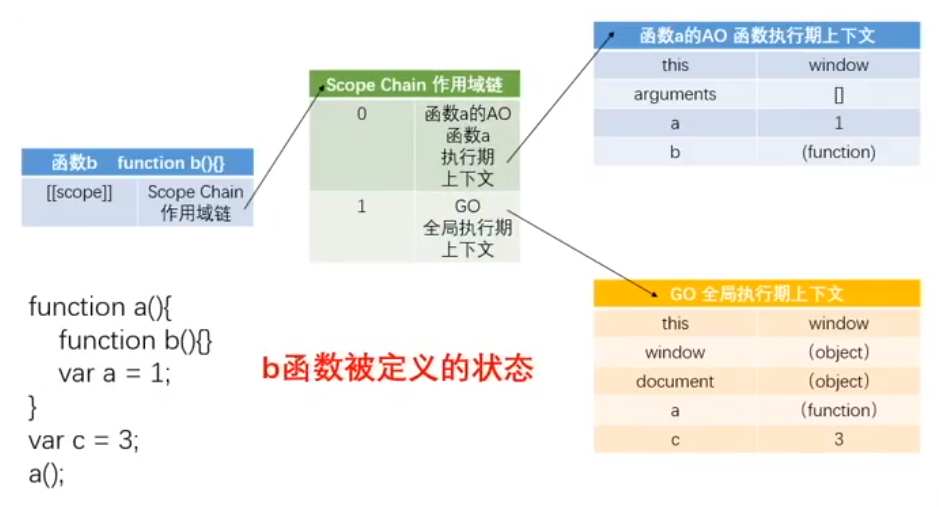 函数a的AO 函数执行期上下文
this window
arguments []
a 1
b (function)
Scope Chain 作用域链
0 函数a的AO
函数a
执行期
上下文
1 GO
全局执行期
上下文
函数b function b(){}
[[scope]] Scope Chain
作用域链
GO 全局执行期上下文
this window
window （object）
document （object）
a （function）
c 3
function a(){
function b(){}
var a = 1;
}
var c = 3;
a();
b函数被定义的状态